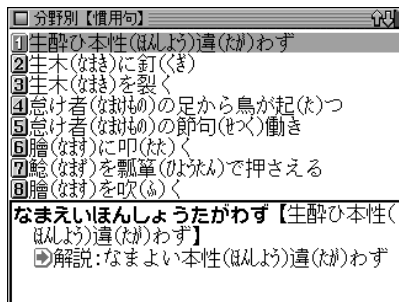 分野別【慣用句】
1生酔ひ本性(ほんしょう)違(たが)わず
2生木(なまき)に釘(くぎ)
3生木(なまき)を裂く
4怠け者(なまけもの)の足から鳥が起(た)つ
5怠け者(なまけもの)の節句(せっく)働き
6膾(なます)に叩(たた)く
7鯰(なまず)を瓢箪(ひょうたん)で押さえる
8膾(なます)を吹(ふ)く
なまえいほんしょうたがわず【生酔ひ本性(
ほんしょう)違(たが)わず】
解説:なまよい本性(ほんしょう)違(たが)わず